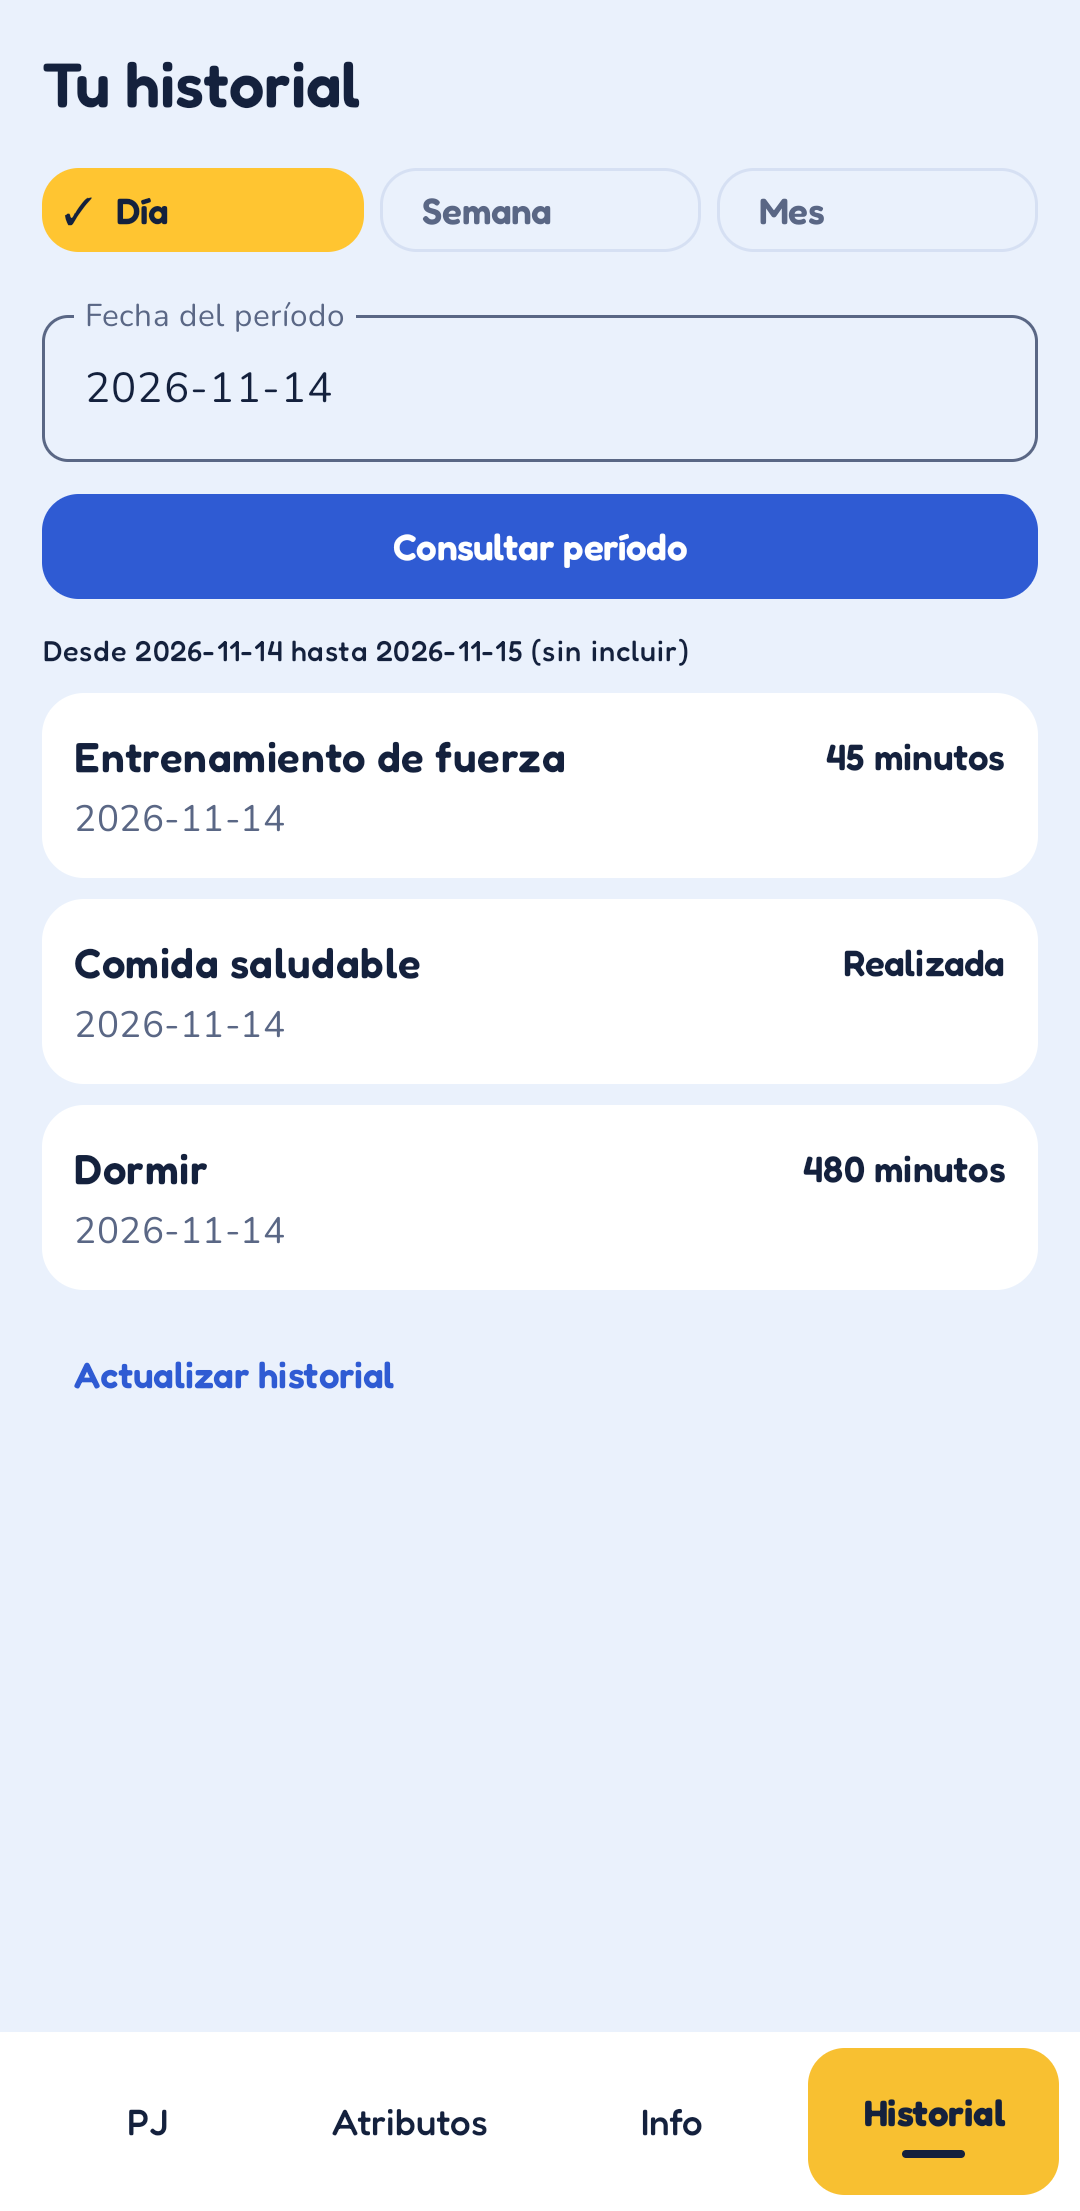 Tu historial
✓ Día
Semana
Mes
Fecha del período
2026-11-14
Consultar período
Desde 2026-11-14 hasta 2026-11-15 (sin incluir)
Entrenamiento de fuerza
45 minutos
2026-11-14
Comida saludable
Realizada
2026-11-14
Dormir
480 minutos
2026-11-14
Actualizar historial
PJ
Atributos
Info
Historial